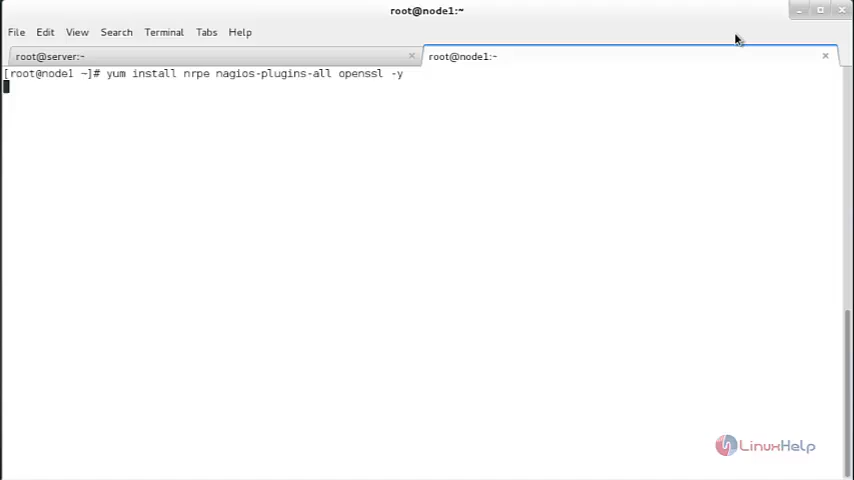 root@node1:~
File Edit View Search Terminal Tabs Help
root@server:~ root@node1:~
[root@node1 ~]# yum install nrpe nagios-plugins-all openssl -y
LinuxHelp